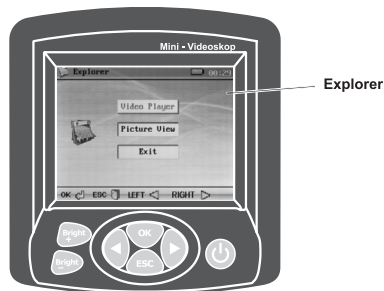 Mini - Videoskop
Explorer 00:29
Explorer
Video Player
Picture View
Exit
OK ESC LEFT RIGHT
Bright
+
OK
Bright
-
ESC